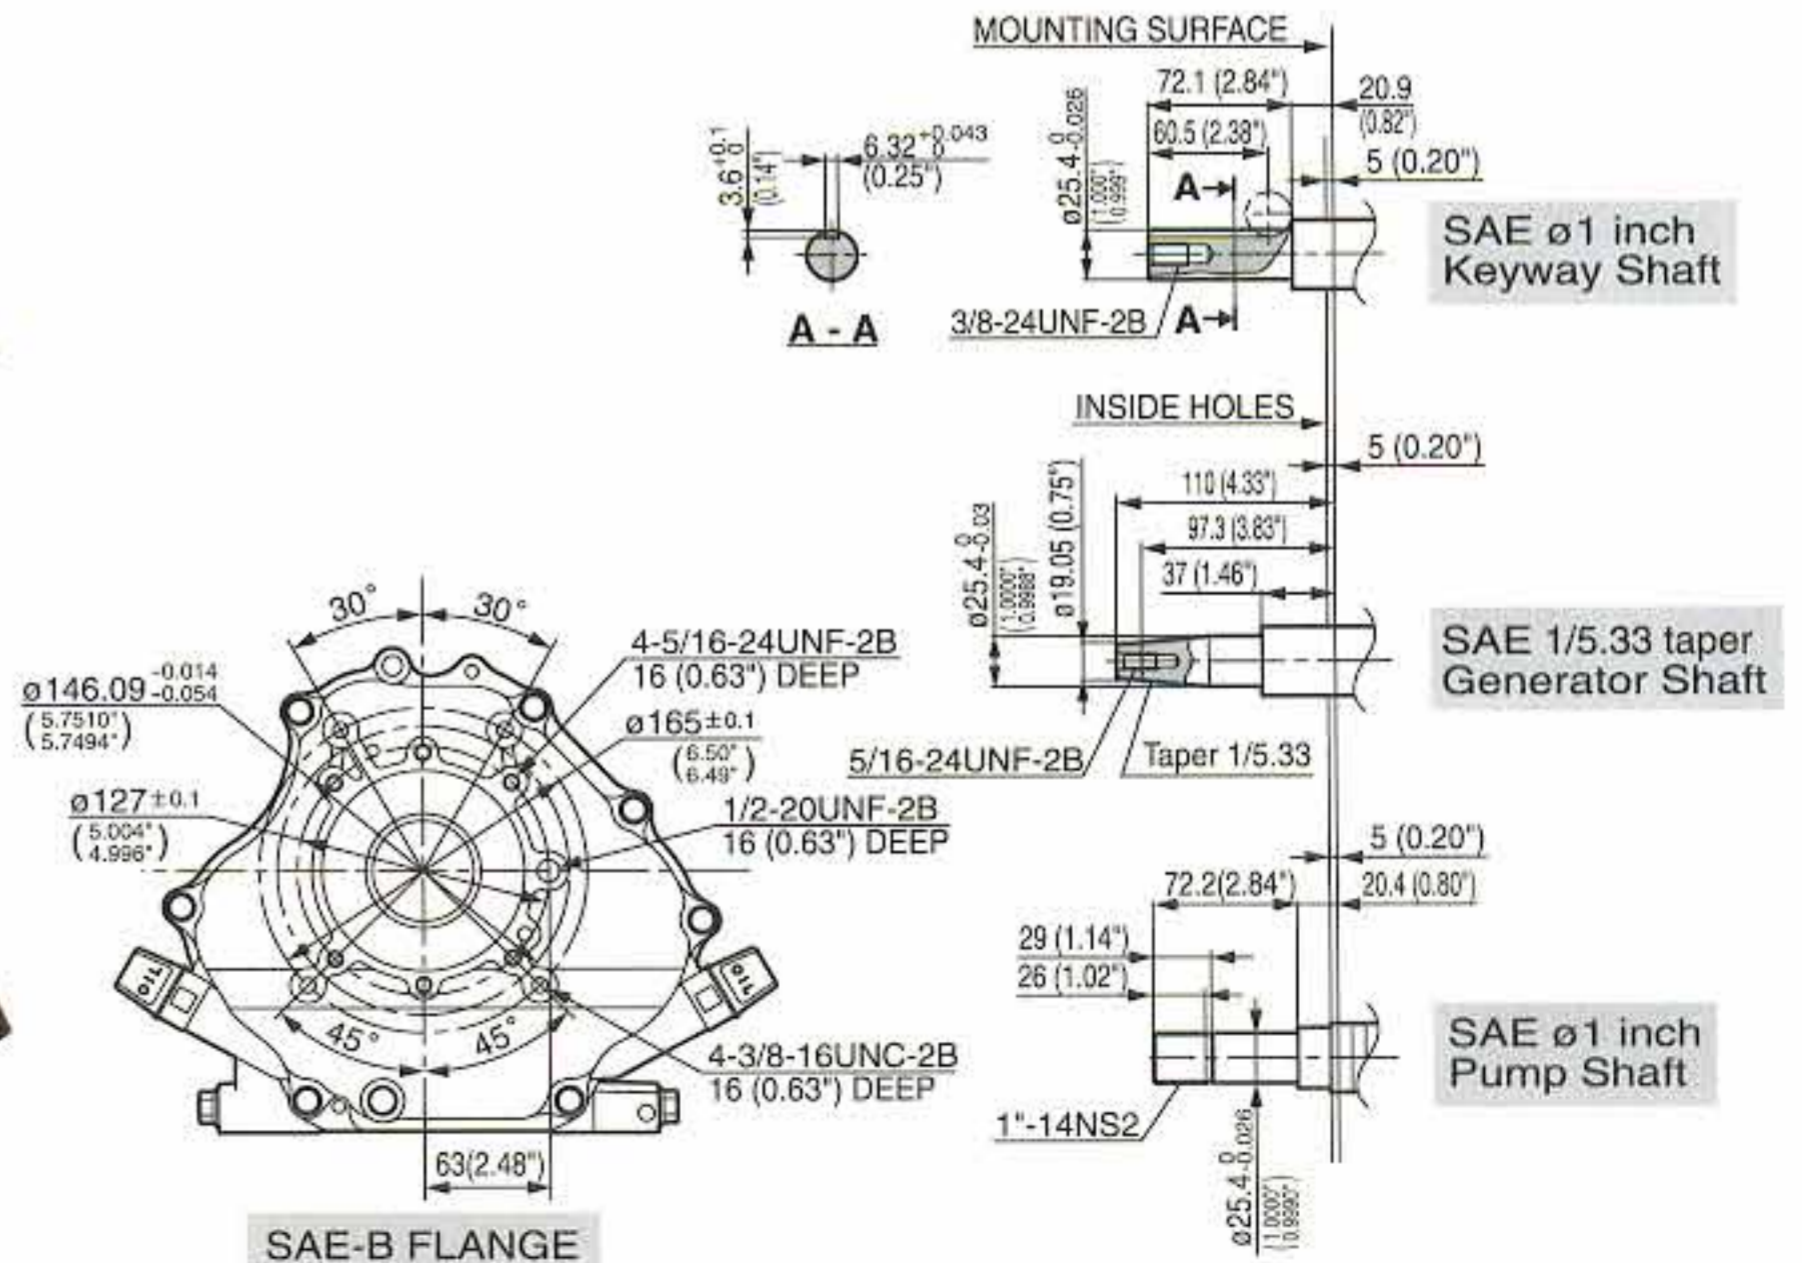 MOUNTING SURFACE
72.1 (2.84")
20.9
(0.82")
60.5 (2.38")
5 (0.20")
3.6 +0.1 0
(0.14")
6.32 +0.043 0
(0.25")
ø25.4 0 -0.026
(1.000" 0.999")
A
A
3/8-24UNF-2B
A - A
SAE ø1 inch
Keyway Shaft
INSIDE HOLES
5 (0.20")
110 (4.33")
97.3 (3.83")
37 (1.46")
ø25.4 0 -0.03
(1.0000" 0.9988")
ø19.05 (0.75")
5/16-24UNF-2B
Taper 1/5.33
SAE 1/5.33 taper
Generator Shaft
5 (0.20")
72.2(2.84")
20.4 (0.80")
29 (1.14")
26 (1.02")
1"-14NS2
ø25.4 0 -0.026
(1.0000" 0.9990")
SAE ø1 inch
Pump Shaft
30°
30°
4-5/16-24UNF-2B
16 (0.63") DEEP
ø146.09 -0.014 -0.054
(5.7510" 5.7494")
ø165±0.1
(6.50" 6.49")
ø127 ±0.1
(5.004" 4.996")
1/2-20UNF-2B
16 (0.63") DEEP
OIL
OIL
45°
45°
4-3/8-16UNC-2B
16 (0.63") DEEP
63(2.48")
SAE-B FLANGE